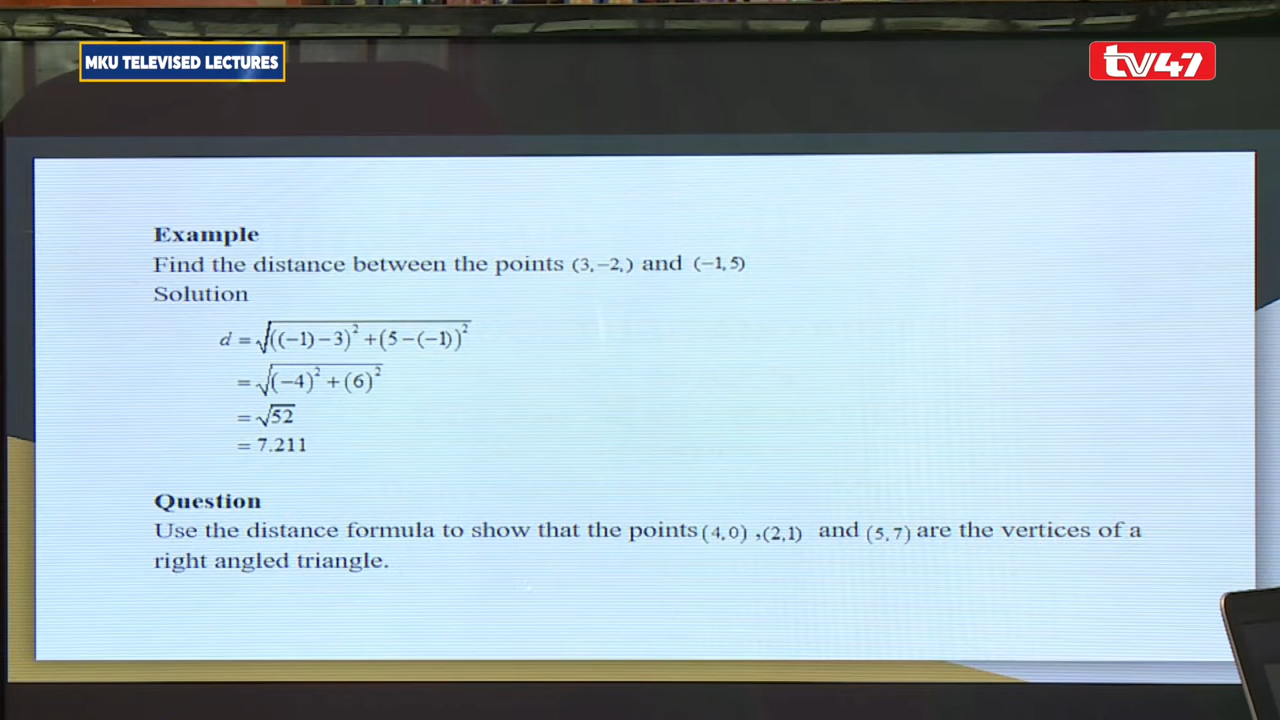 MKU TELEVISED LECTURES
tv47
Example
Find the distance between the points (3,−2,) and (−1,5)
Solution
d = √((−1)−3)² +(5−(−1))²
= √(−4)² +(6)²
= √52
= 7.211
Question
Use the distance formula to show that the points (4,0) ,(2,1) and (5,7) are the vertices of a
right angled triangle.